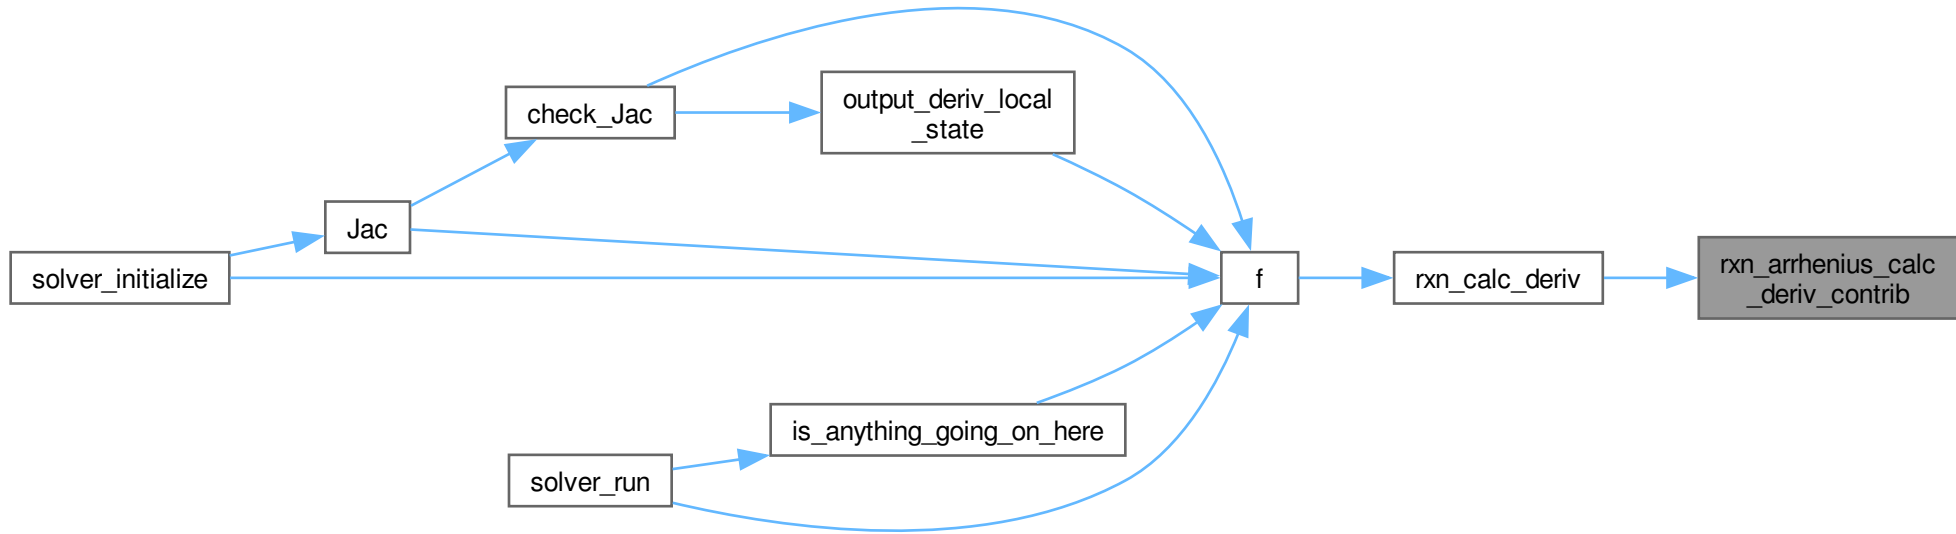 check_Jac
output_deriv_local
_state
Jac
solver_initialize
f
rxn_calc_deriv
rxn_arrhenius_calc
_deriv_contrib
is_anything_going_on_here
solver_run